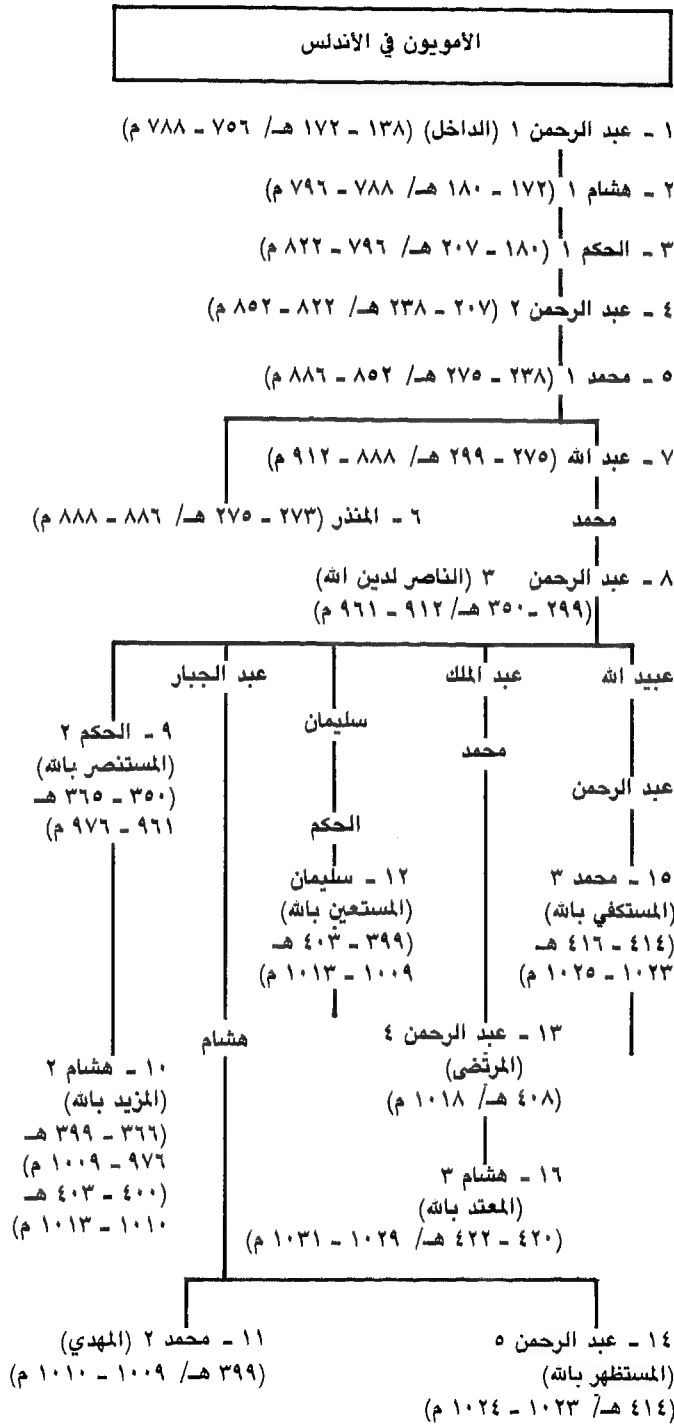 الأمويون في الأندلس
١ - عبد الرحمن ١ (الداخل) (١٣٨ - ١٧٢ هـ/ ٧٥٦ - ٧٨٨ م)
٢ - هشام ١ (١٧٢ - ١٨٠ هـ/ ٧٨٨ - ٧٩٦ م)
٣ - الحكم ١ (١٨٠ - ٢٠٧ هـ/ ٧٩٦ - ٨٢٢ م)
٤ - عبد الرحمن ٢ (٢٠٧ - ٢٣٨ هـ/ ٨٢٢ - ٨٥٢ م)
٥ - محمد ١ (٢٣٨ - ٢٧٥ هـ/ ٨٥٢ - ٨٨٦ م)
٧ - عبد الله (٢٧٥ - ٢٩٩ هـ/ ٨٨٨ - ٩١٢ م)
محمد
٦ - المنذر (٢٧٣ - ٢٧٥ هـ/ ٨٨٦ - ٨٨٨ م)
٨ - عبد الرحمن ٣ (الناصر لدين الله)
(٢٩٩ - ٣٥٠ هـ/ ٩١٢ - ٩٦١ م)
عبيد الله
عبد الرحمن
١٥ - محمد ٣
(المستكفي بالله)
(٤١٤ - ٤١٦ هـ
١٠٢٣ - ١٠٢٥ م)
عبد الملك
محمد
١٣ - عبد الرحمن ٤
(المرتضى)
(٤٠٨ هـ/ ١٠١٨ م)
١٦ - هشام ٣
(المعتد بالله)
(٤٢٠ - ٤٢٢ هـ/ ١٠٢٩ - ١٠٣١ م)
سليمان
الحكم
١٢ - سليمان
(المستعين بالله)
(٣٩٩ - ٤٠٣ هـ
١٠٠٩ - ١٠١٣ م)
عبد الجبار
هشام
٩ - الحكم ٢
(المستنصر بالله)
(٣٥٠ - ٣٦٥ هـ
٩٦١ - ٩٧٦ م)
١٠ - هشام ٢
(المزيد بالله)
(٣٦٦ - ٣٩٩ هـ
٩٧٦ - ١٠٠٩ م)
(٤٠٠ - ٤٠٣ هـ
١٠١٠ - ١٠١٣ م)
١٤ - عبد الرحمن ٥
(المستظهر بالله)
(٤١٤ هـ/ ١٠٢٣ - ١٠٢٤ م)
١١ - محمد ٢ (المهدي)
(٣٩٩ هـ/ ١٠٠٩ - ١٠١٠ م)